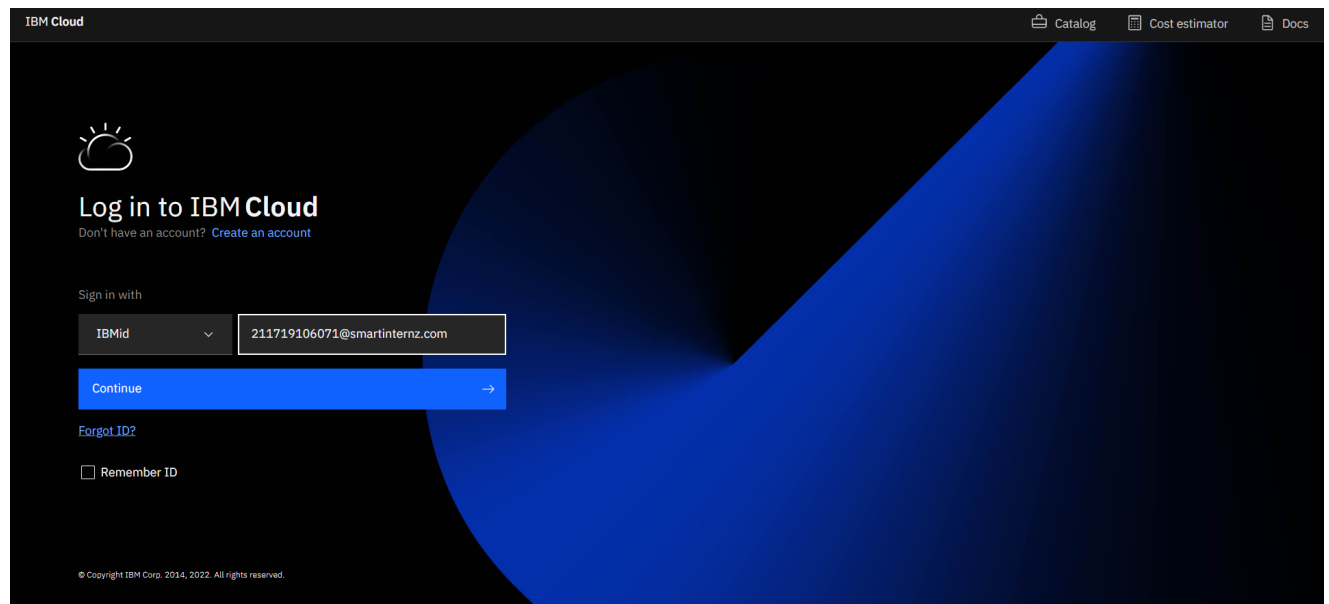 IBM Cloud
Catalog
Cost estimator
Docs
Log in to IBM Cloud
Don't have an account? Create an account
Sign in with
IBMid
211719106071@smartinternz.com
Continue
Forgot ID?
Remember ID
© Copyright IBM Corp. 2014, 2022. All rights reserved.